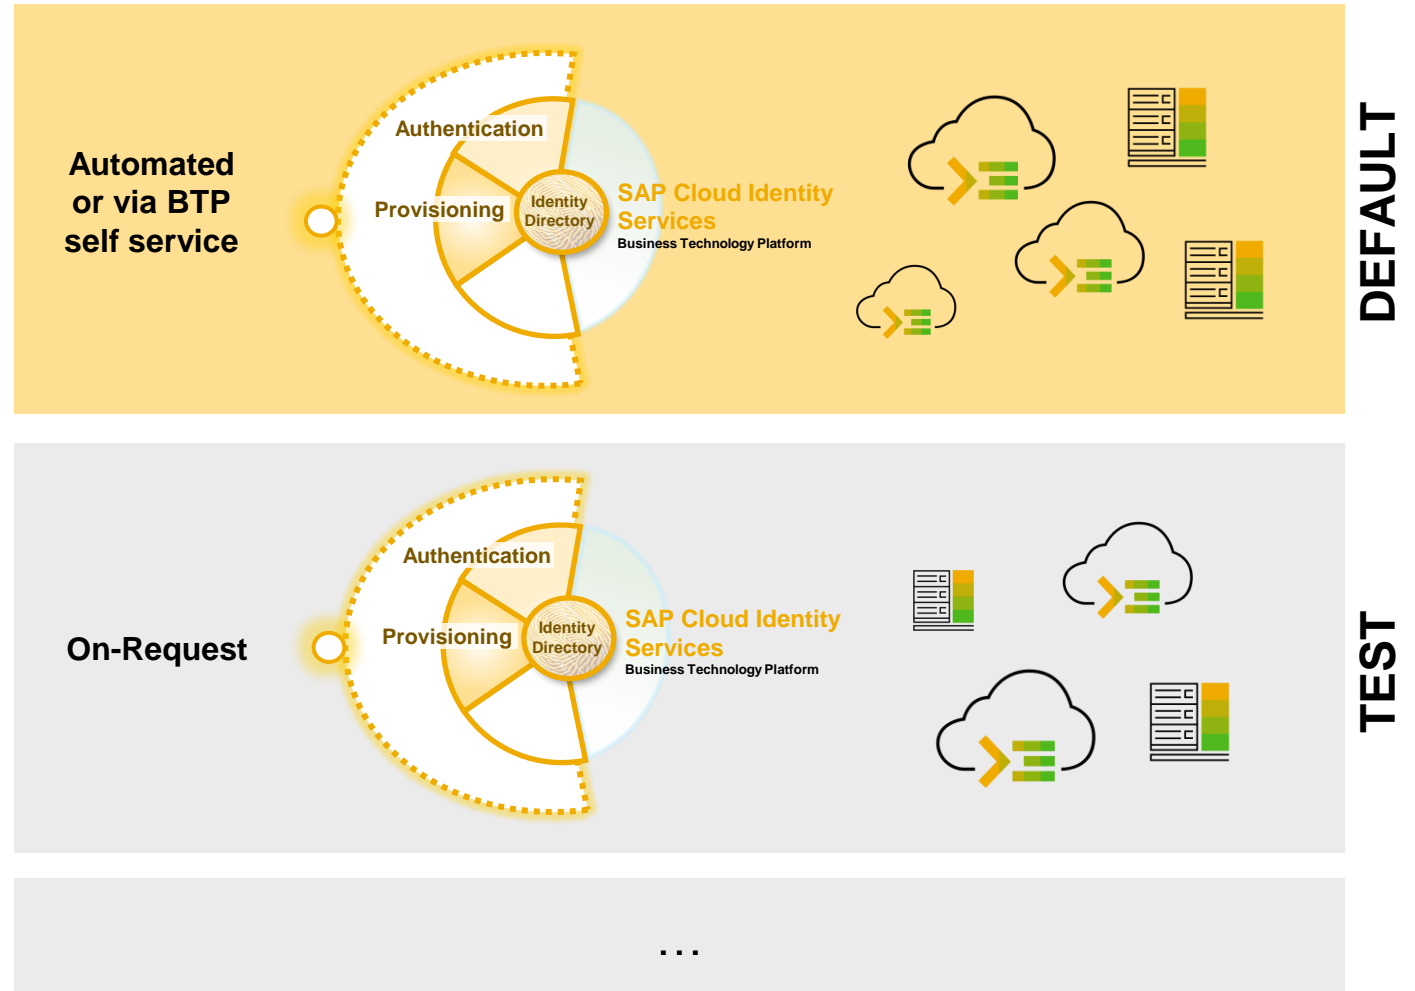 Automated
or via BTP
self service
Authentication
Provisioning
Identity
Directory
SAP Cloud Identity
Services
Business Technology Platform
DEFAULT
On-Request
Authentication
Provisioning
Identity
Directory
SAP Cloud Identity
Services
Business Technology Platform
TEST
...